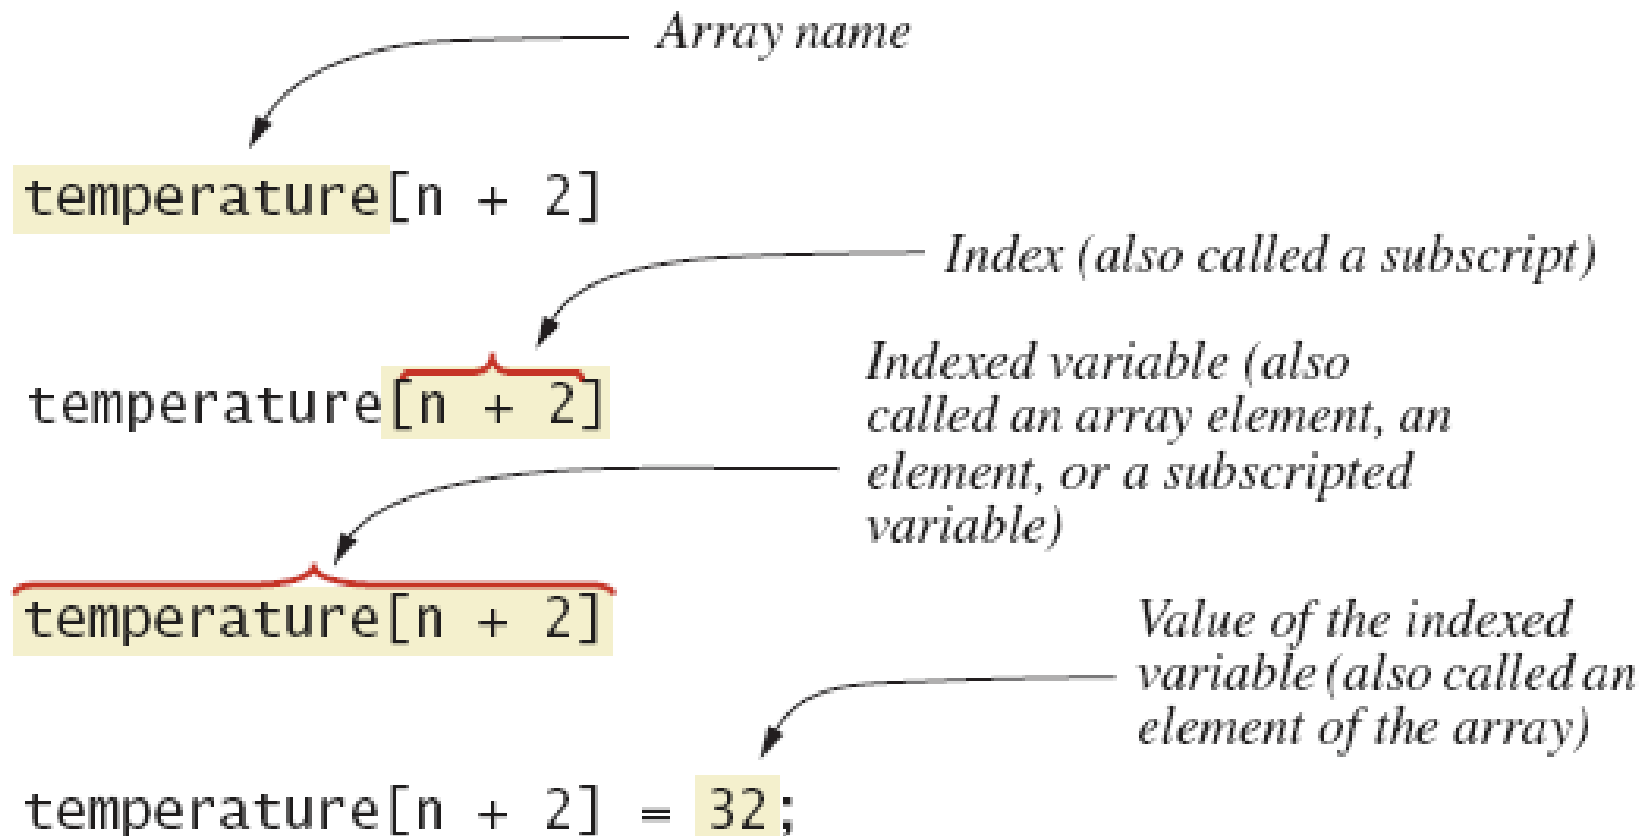 Array name
temperature[n + 2]
Index (also called a subscript)
temperature[n + 2]
Indexed variable (also
called an array element, an
element, or a subscripted
variable)
temperature[n + 2]
Value of the indexed
variable (also called an
element of the array)
temperature[n + 2] = 32;